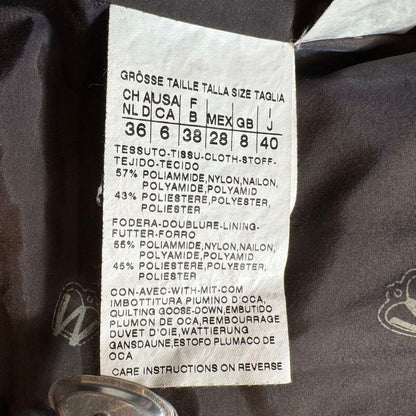 GRÖSSE TAILLE TALLA SIZE TAGLIA
CH A USA F MEX GB I
NL D CA B J
36 6 38 28 8 40
TESSUTO-TISSU-CLOTH-STOFF-
TEJIDO-TECIDO
57% POLIAMMIDE,NYLON,NAILON,
POLYAMIDE,POLYAMID
43% POLIESTERE,POLYESTER,
POLIESTER
FODERA-DOUBLURE-LINING-
FUTTER-FORRO
55% POLIAMMIDE,NYLON,NAILON,
POLYAMIDE,POLYAMID
45% POLIESTERE,POLYESTER,
POLIESTER
CON-AVEC-WITH-MIT-COM
IMBOTTITURA PIUMINO D'OCA,
QUILTING GOOSE-DOWN,EMBUTIDO
PLUMON DE OCA,REMBOURRAGE
DUVET D'OIE,WATTIERUNG
GANSDAUNE,ESTOFO PLUMACO DE
OCA
CARE INSTRUCTIONS ON REVERSE